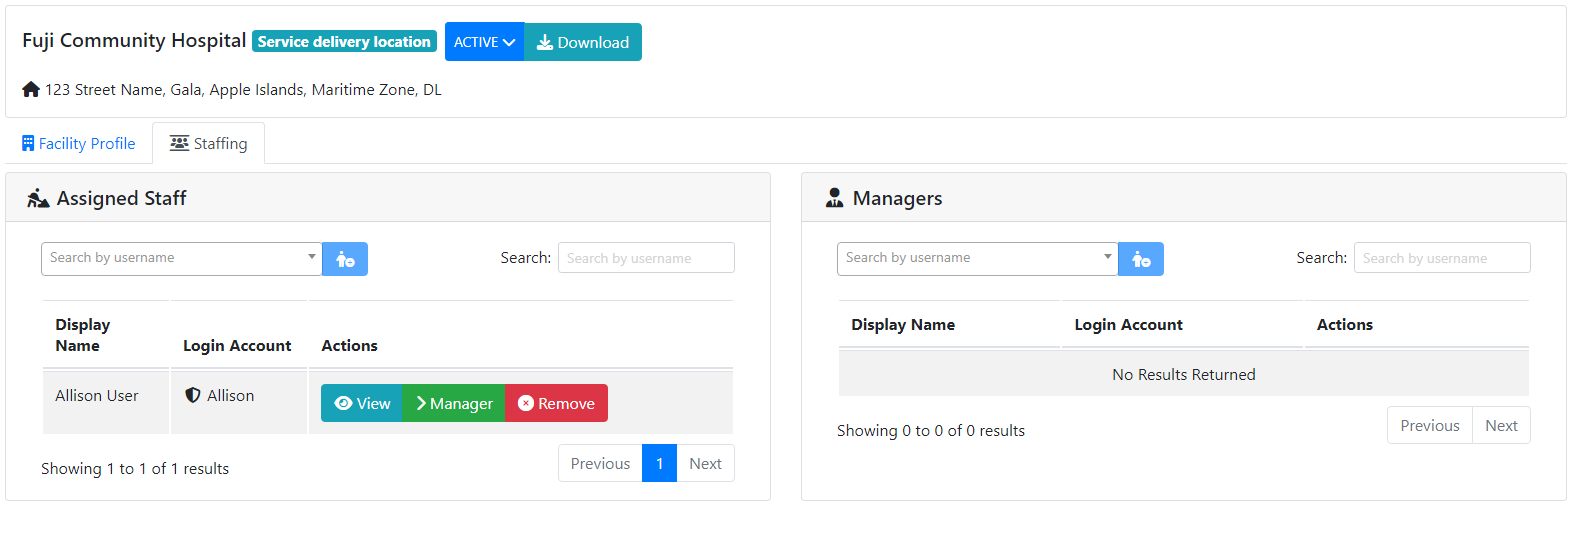 Fuji Community Hospital Service delivery location ACTIVE Download
123 Street Name, Gala, Apple Islands, Maritime Zone, DL
Facility Profile Staffing
Assigned Staff
Search by username Search: Search by username
Display Name Login Account Actions
Allison User Allison View Manager Remove
Showing 1 to 1 of 1 results Previous 1 Next
Managers
Search by username Search: Search by username
Display Name Login Account Actions
No Results Returned
Showing 0 to 0 of 0 results Previous Next